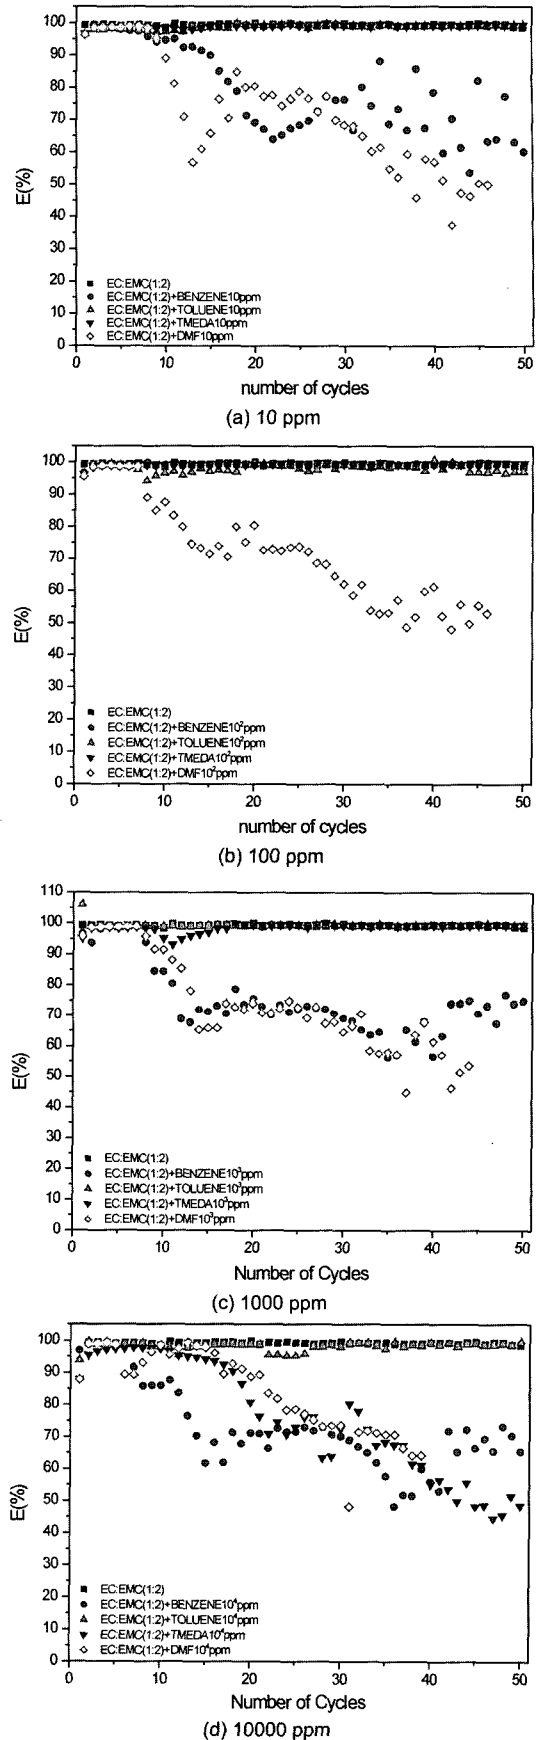 100
90
80
70
60
50
40
30
20
10
0
E(%)
EC:EMC(1:2)
EC:EMC(1:2)+BENZENE10ppm
EC:EMC(1:2)+TOLUENE10ppm
EC:EMC(1:2)+TMEDA10ppm
EC:EMC(1:2)+DMF10ppm
0 10 20 30 40 50
number of cycles
(a) 10 ppm
100
90
80
70
60
50
40
30
20
10
0
E(%)
EC:EMC(1:2)
EC:EMC(1:2)+BENZENE10²ppm
EC:EMC(1:2)+TOLUENE10²ppm
EC:EMC(1:2)+TMEDA10²ppm
EC:EMC(1:2)+DMF10²ppm
0 10 20 30 40 50
number of cycles
(b) 100 ppm
110
100
90
80
70
60
50
40
30
20
10
0
E(%)
EC:EMC(1:2)
EC:EMC(1:2)+BENZENE10³ppm
EC:EMC(1:2)+TOLUENE10³ppm
EC:EMC(1:2)+TMEDA10³ppm
EC:EMC(1:2)+DMF10³ppm
0 10 20 30 40 50
Number of Cycles
(c) 1000 ppm
100
90
80
70
60
50
40
30
20
10
0
E(%)
EC:EMC(1:2)
EC:EMC(1:2)+BENZENE10⁴ppm
EC:EMC(1:2)+TOLUENE10⁴ppm
EC:EMC(1:2)+TMEDA10⁴ppm
EC:EMC(1:2)+DMF10⁴ppm
0 10 20 30 40 50
Number of Cycles
(d) 10000 ppm